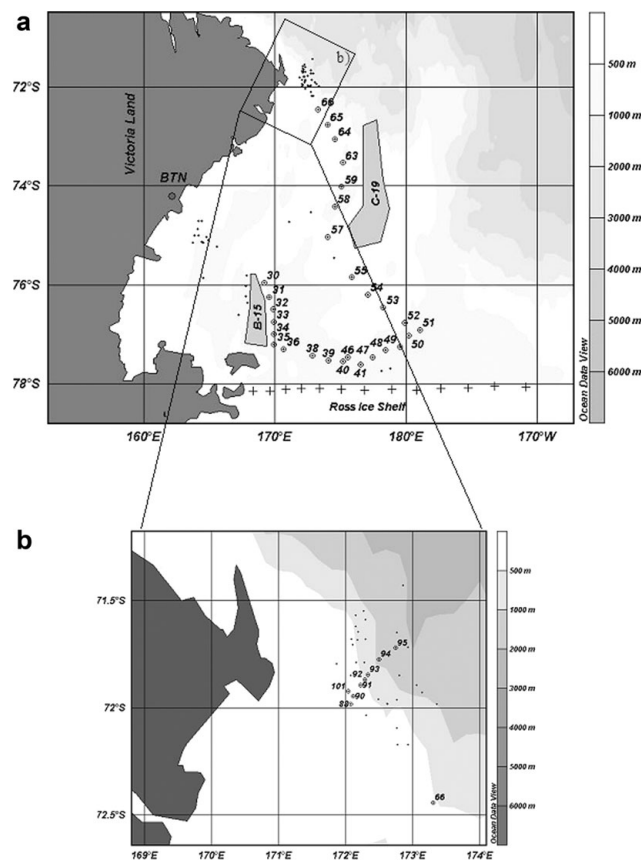 a
b
72°S
74°S
76°S
78°S
160°E
170°E
180°E
170°W
Victoria Land
BTN
C-19
B-15
66
65
64
63
59
58
57
55
54
53
52
51
50
49
48
47
46
41
40
39
38
36
35
34
33
32
31
30
Ross Ice Shelf
500 m
1000 m
2000 m
3000 m
4000 m
5000 m
6000 m
Ocean Data View
b
71.5°S
72°S
72.5°S
169°E
170°E
171°E
172°E
173°E
174°E
95
94
93
92
91
101
90
66
500 m
1000 m
2000 m
3000 m
4000 m
5000 m
6000 m
Ocean Data View